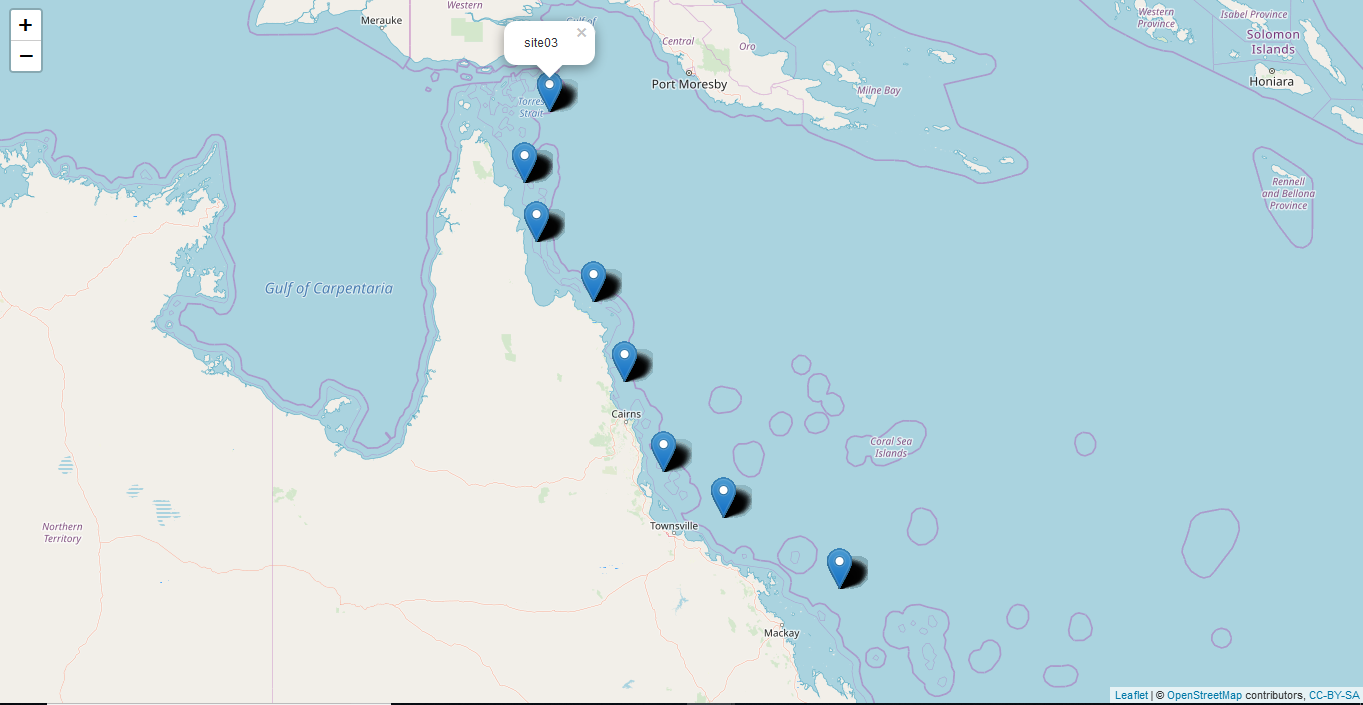 +
−
Merauke
Western
Gulf of
site03
×
Central
Oro
Port Moresby
Milne Bay
Western
Province
Isabel Province
Solomon
Islands
Honiara
Torres
Strait
Rennell
and Bellona
Province
Gulf of Carpentaria
Cairns
Coral Sea
Islands
Northern
Territory
Townsville
Mackay
Leaflet | © OpenStreetMap contributors, CC-BY-SA